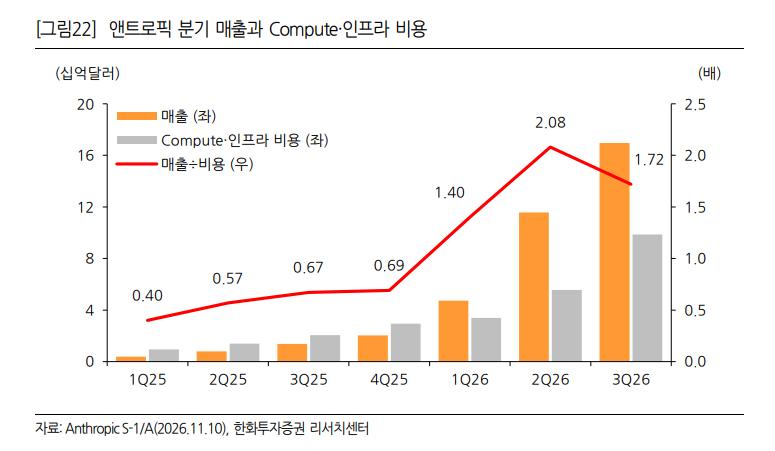 [그림22] 앤트로픽 분기 매출과 Compute·인프라 비용
(십억달러) (배)
매출 (좌)
Compute·인프라 비용 (좌)
매출÷비용 (우)
20 2.5
16 2.0
12 1.5
8 1.0
4 0.5
0 0.0
0.40 0.57 0.67 0.69 1.40 2.08 1.72
1Q25 2Q25 3Q25 4Q25 1Q26 2Q26 3Q26
자료: Anthropic S-1/A(2026.11.10), 한화투자증권 리서치센터